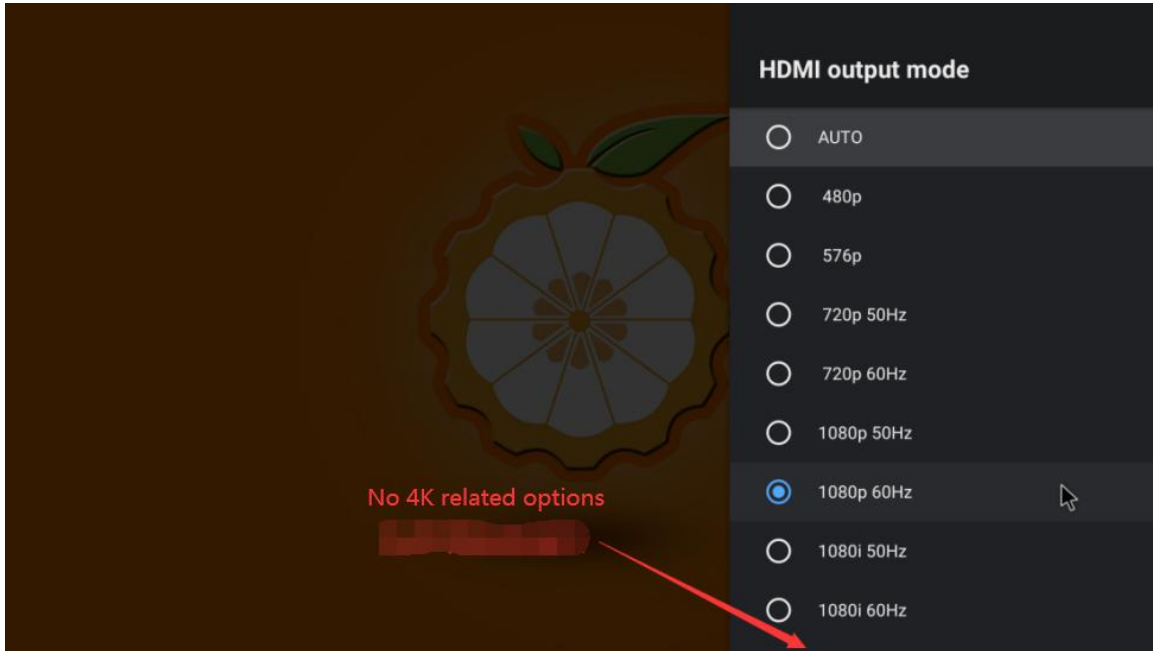 HDMI output mode
AUTO
480p
576p
720p 50Hz
720p 60Hz
1080p 50Hz
No 4K related options
1080p 60Hz
1080i 50Hz
1080i 60Hz